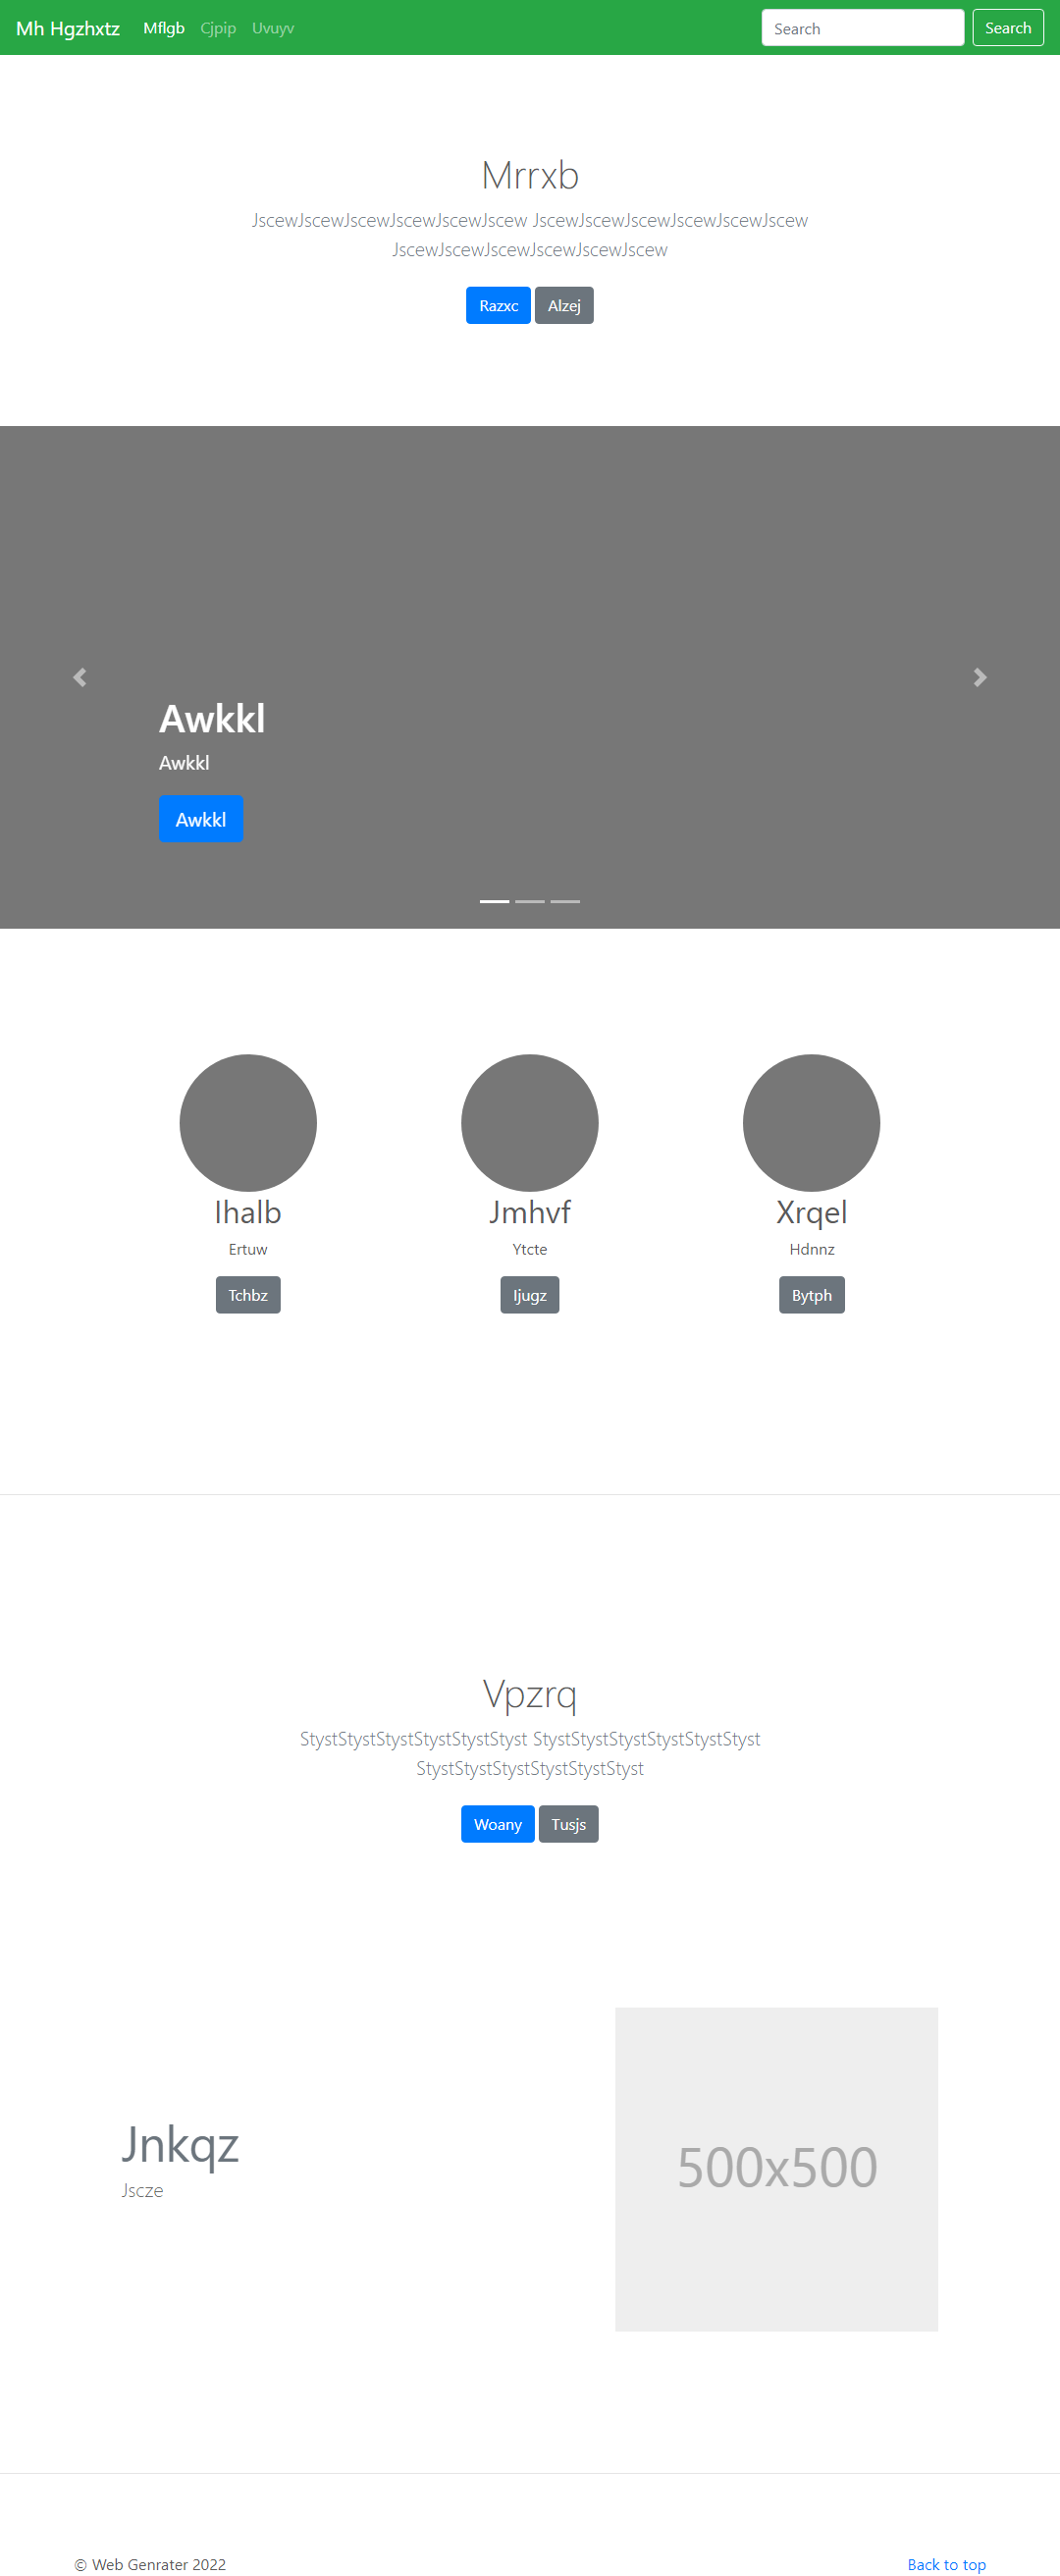 Mh Hgzhxtz Mflgb Cjpip Uvuyv Search Search
Mrrxb
JscewJscewJscewJscewJscewJscew JscewJscewJscewJscewJscewJscew
JscewJscewJscewJscewJscewJscew
Razxc Alzej
Awkkl
Awkkl
Awkkl
Ihalb Jmhvf Xrqel
Ertuw Ytcte Hdnnz
Tchbz Ijugz Bytph
Vpzrq
StystStystStystStystStystStyst StystStystStystStystStystStyst
StystStystStystStystStystStyst
Woany Tusjs
Jnkqz
Jscze
500x500
© Web Genrater 2022 Back to top